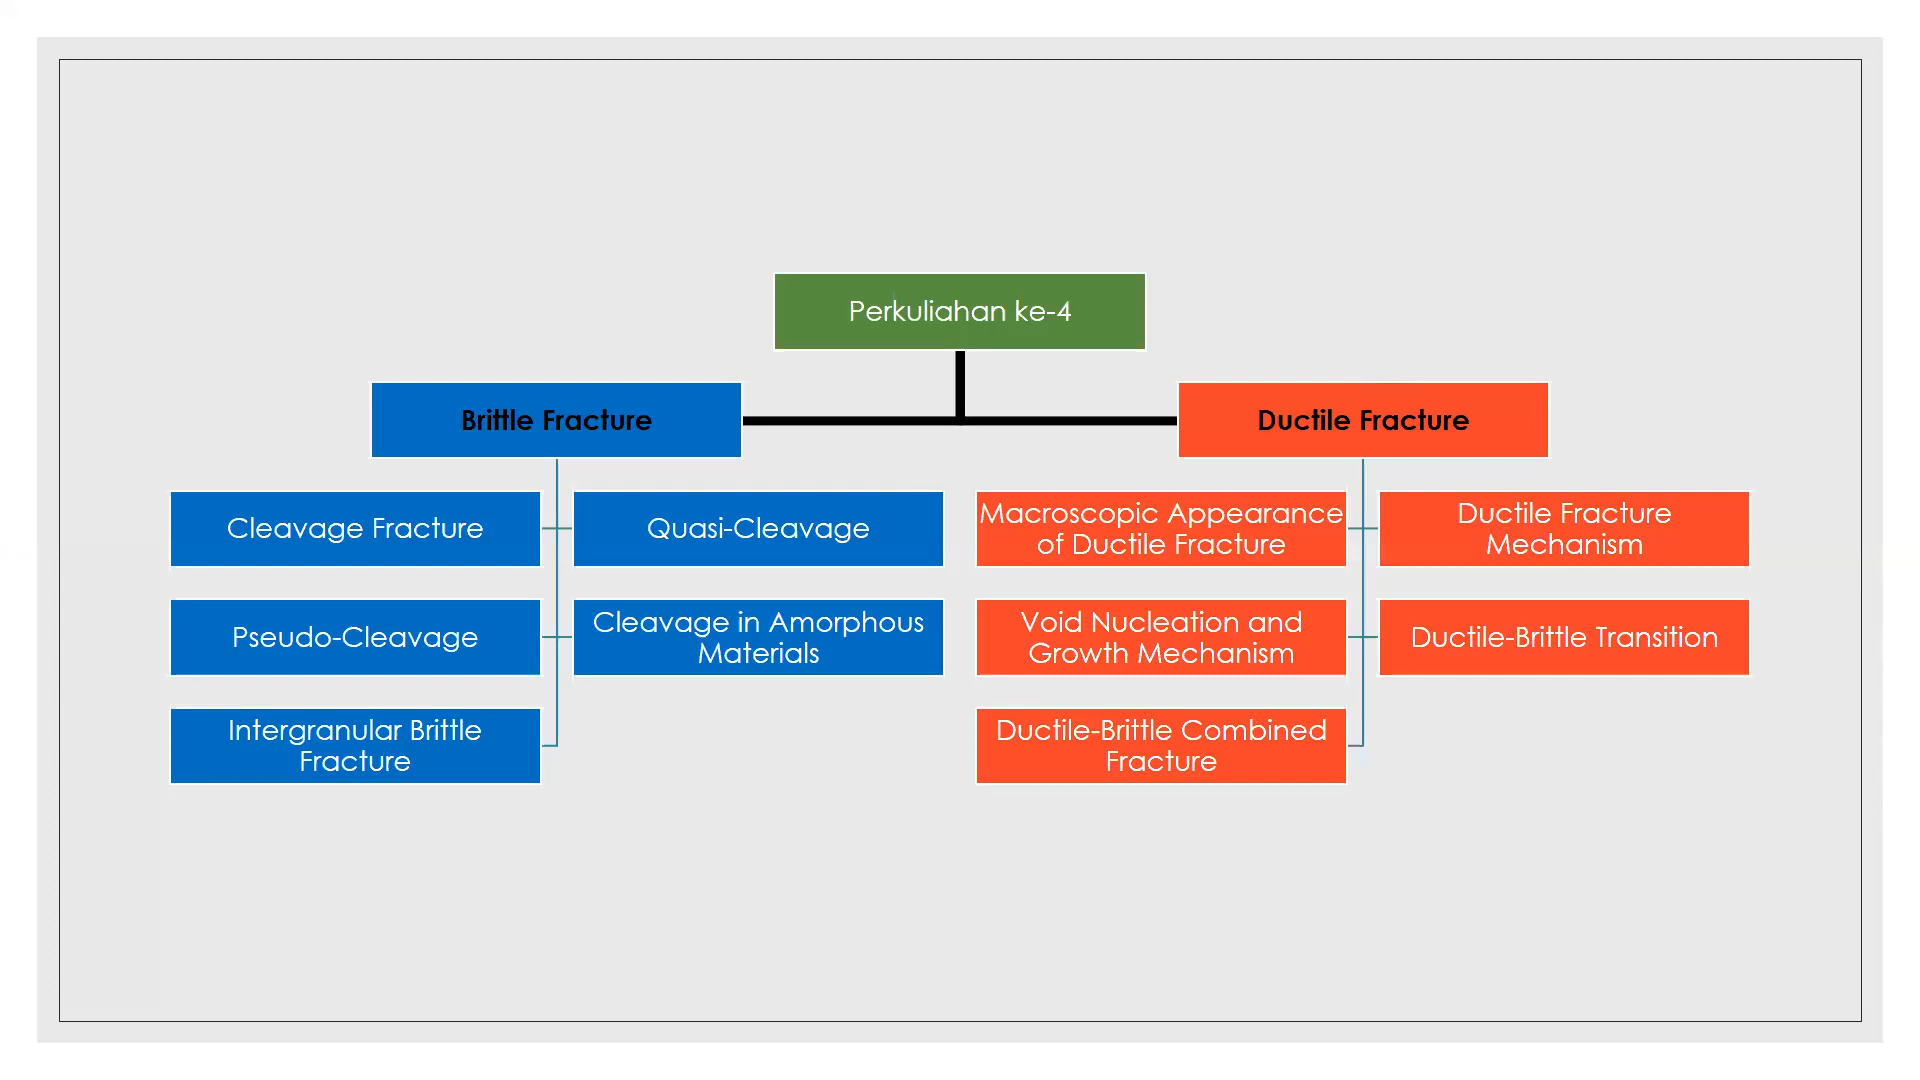 Perkuliahan ke-4
Brittle Fracture
Ductile Fracture
Cleavage Fracture
Quasi-Cleavage
Macroscopic Appearance
of Ductile Fracture
Ductile Fracture
Mechanism
Pseudo-Cleavage
Cleavage in Amorphous
Materials
Void Nucleation and
Growth Mechanism
Ductile-Brittle Transition
Intergranular Brittle
Fracture
Ductile-Brittle Combined
Fracture